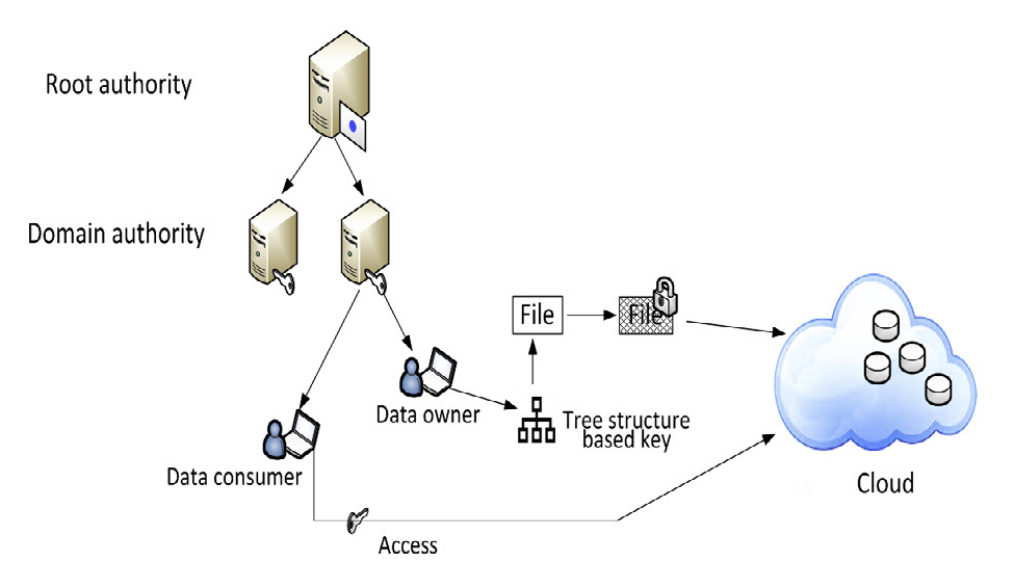 Root authority
Domain authority
File
File
Data owner
Tree structure
based key
Data consumer
Cloud
Access